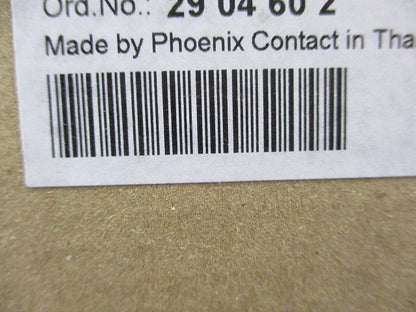 Ord.No.: 29 04 60 2
Made by Phoenix Contact in Tha